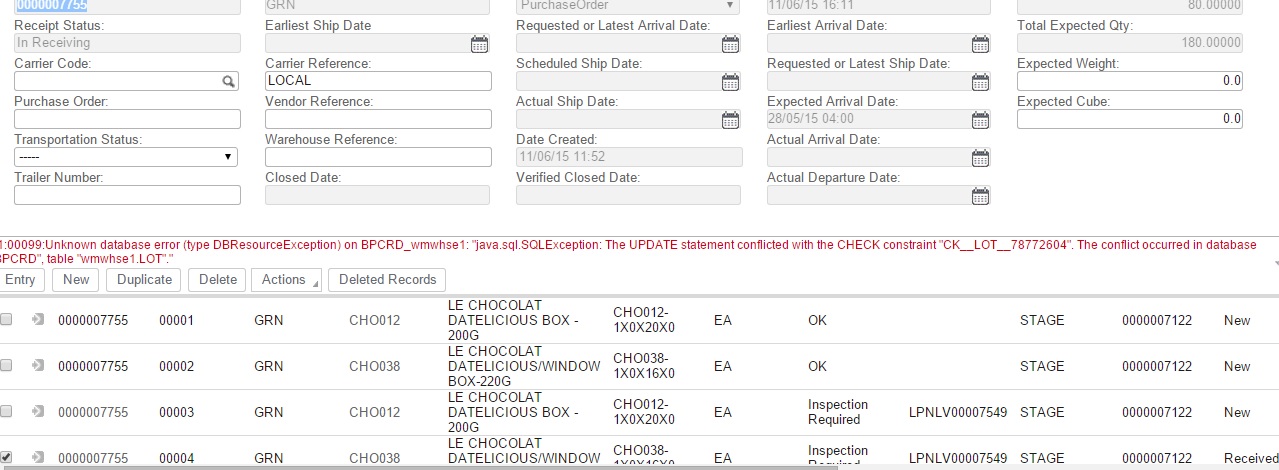 0000007755 GRN PurchaseOrder 11/06/15 16:11 80.00000
Receipt Status: Earliest Ship Date Requested or Latest Arrival Date: Earliest Arrival Date: Total Expected Qty:
In Receiving 180.00000
Carrier Code: Carrier Reference: Scheduled Ship Date: Requested or Latest Ship Date: Expected Weight:
LOCAL 0.0
Purchase Order: Vendor Reference: Actual Ship Date: Expected Arrival Date: Expected Cube:
28/05/15 04:00 0.0
Transportation Status: Warehouse Reference: Date Created: Actual Arrival Date:
----- 11/06/15 11:52
Trailer Number: Closed Date: Verified Closed Date: Actual Departure Date:
1:00099:Unknown database error (type DBResourceException) on BPCRD_wmwhse1: "java.sql.SQLException: The UPDATE statement conflicted with the CHECK constraint "CK__LOT__78772604". The conflict occurred in database
BPCRD", table "wmwhse1.LOT"."
Entry New Duplicate Delete Actions Deleted Records
0000007755 00001 GRN CHO012 LE CHOCOLAT DATELICIOUS BOX - 200G CHO012-1X0X20X0 EA OK STAGE 0000007122 New
0000007755 00002 GRN CHO038 LE CHOCOLAT DATELICIOUS/WINDOW BOX-220G CHO038-1X0X16X0 EA OK STAGE 0000007122 New
0000007755 00003 GRN CHO012 LE CHOCOLAT DATELICIOUS BOX - 200G CHO012-1X0X20X0 EA Inspection Required LPNLV00007549 STAGE 0000007122 New
0000007755 00004 GRN CHO038 LE CHOCOLAT DATELICIOUS/WINDOW CHO038-1X0X16X0 EA Inspection Required LPNLV00007549 STAGE 0000007122 Received